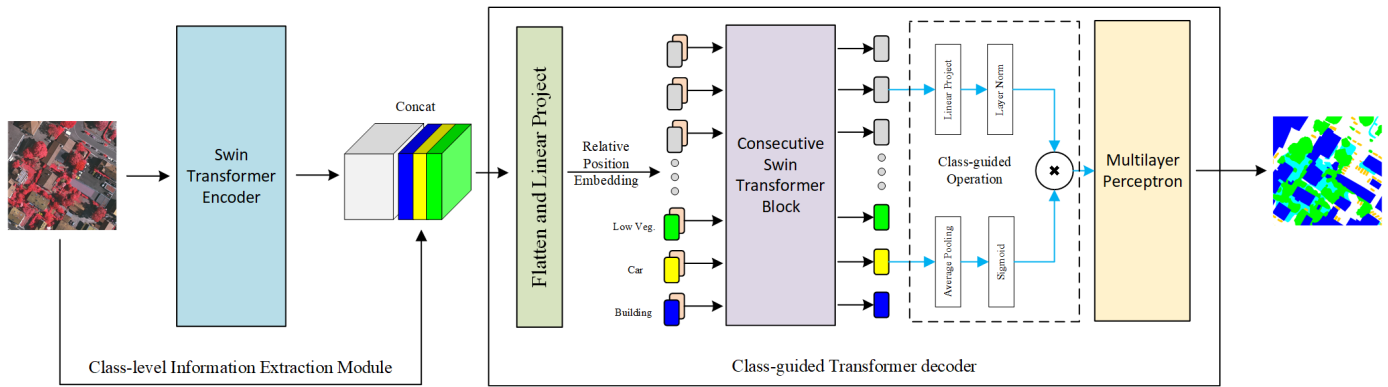 Swin
Transformer
Encoder
Concat
Flatten and Linear Project
Relative
Position
Embedding
Low Veg.
Car
Building
Consecutive
Swin
Transformer
Block
Linear Project
Layer Norm
Class-guided
Operation
Average Pooling
Sigmoid
Multilayer
Perceptron
Class-level Information Extraction Module
Class-guided Transformer decoder